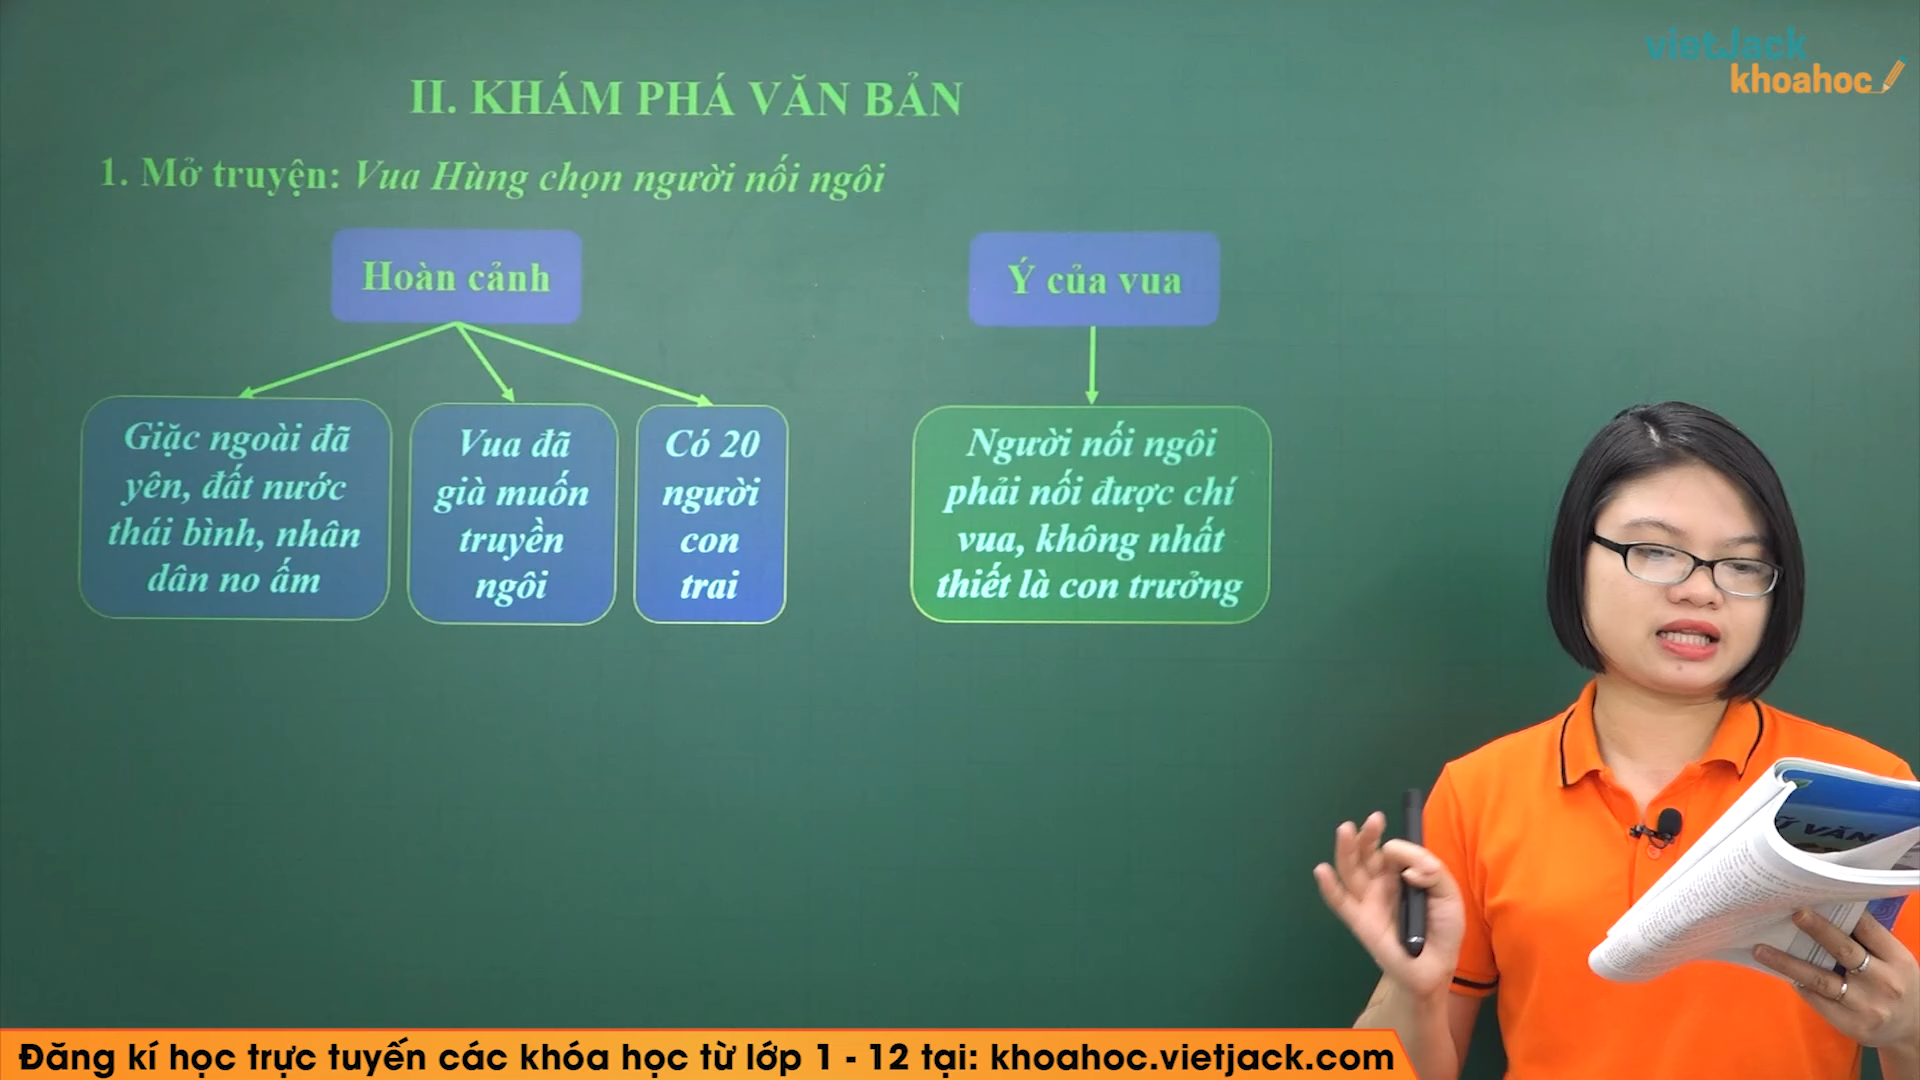 vietJack
khoahoc
II. KHÁM PHÁ VĂN BẢN
1. Mở truyện: Vua Hùng chọn người nối ngôi
Hoàn cảnh
Giặc ngoài đã
yên, đất nước
thái bình, nhân
dân no ấm
Vua đã
già muốn
truyền
ngôi
Có 20
người
con
trai
Ý của vua
Người nối ngôi
phải nối được chí
vua, không nhất
thiết là con trưởng
VĂN
Đăng kí học trực tuyến các khóa học từ lớp 1 - 12 tại: khoahoc.vietjack.com